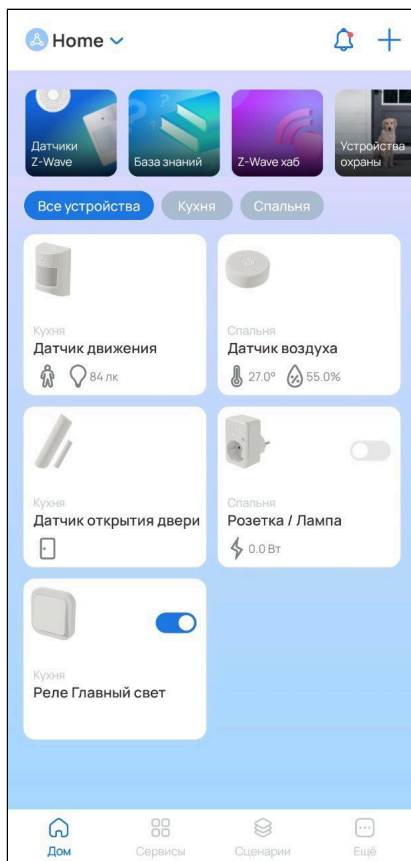 Home
Датчики
Z-Wave
База знаний
Z-Wave хаб
Устройства
охраны
Все устройства
Кухня
Спальня
Кухня
Датчик движения
84 лк
Спальня
Датчик воздуха
27.0°
55.0%
Кухня
Датчик открытия двери
Спальня
Розетка / Лампа
0.0 Вт
Кухня
Реле Главный свет
Дом
Сервисы
Сценарии
Ещё